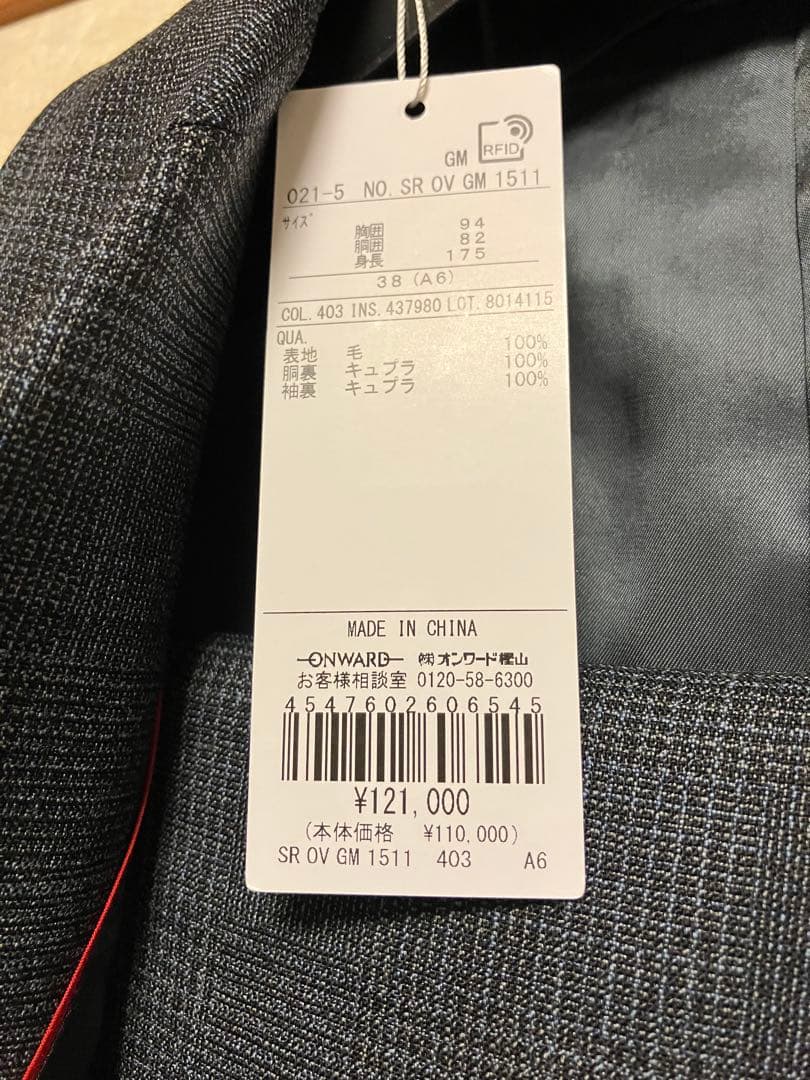 GM RFID
021-5 NO. SR OV GM 1511
サイズ
胸囲 94
胴囲 82
身長 175
38 (A6)
COL. 403 INS. 437980 LOT. 8014115
QUA.
表地 毛 100%
胴裏 キュプラ 100%
袖裏 キュプラ 100%
MADE IN CHINA
ONWARD ㈱オンワード樫山
お客様相談室 0120-58-6300
4547602606545
¥121,000
(本体価格 ¥110,000)
SR OV GM 1511 403 A6